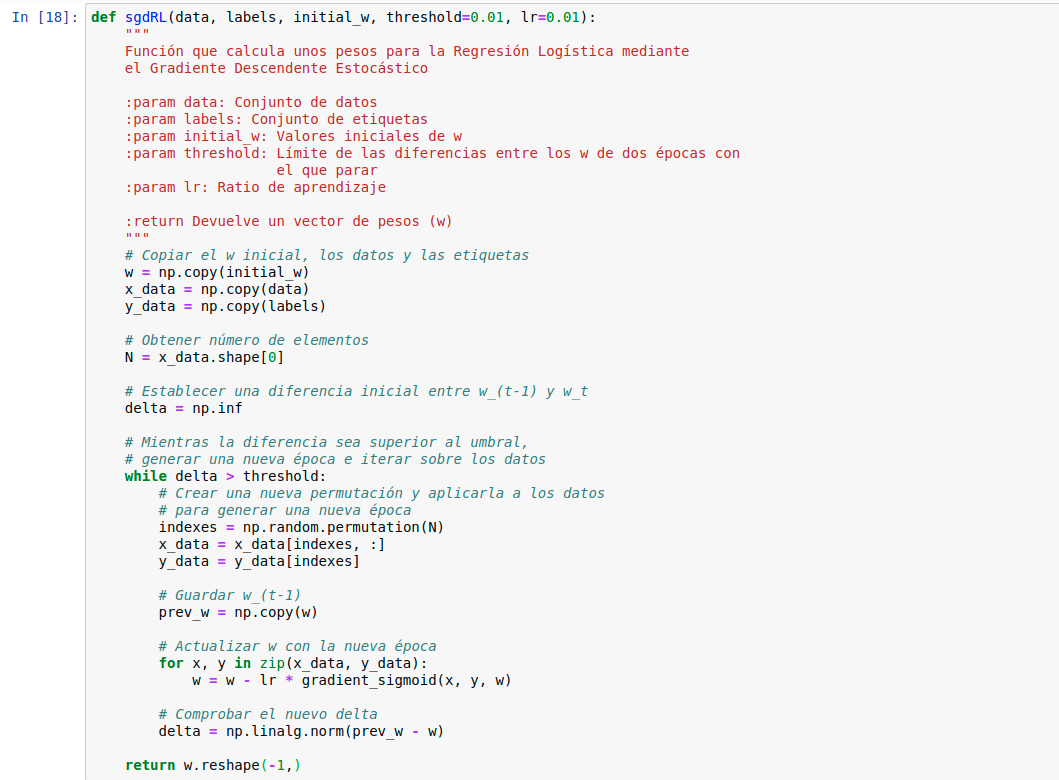 In [18]: def sgdRL(data, labels, initial_w, threshold=0.01, lr=0.01):
    """
    Función que calcula unos pesos para la Regresión Logística mediante
    el Gradiente Descendente Estocástico

    :param data: Conjunto de datos
    :param labels: Conjunto de etiquetas
    :param initial_w: Valores iniciales de w
    :param threshold: Límite de las diferencias entre los w de dos épocas con
                      el que parar
    :param lr: Ratio de aprendizaje

    :return Devuelve un vector de pesos (w)
    """
    # Copiar el w inicial, los datos y las etiquetas
    w = np.copy(initial_w)
    x_data = np.copy(data)
    y_data = np.copy(labels)

    # Obtener número de elementos
    N = x_data.shape[0]

    # Establecer una diferencia inicial entre w_(t-1) y w_t
    delta = np.inf

    # Mientras la diferencia sea superior al umbral,
    # generar una nueva época e iterar sobre los datos
    while delta > threshold:
        # Crear una nueva permutación y aplicarla a los datos
        # para generar una nueva época
        indexes = np.random.permutation(N)
        x_data = x_data[indexes, :]
        y_data = y_data[indexes]

        # Guardar w_(t-1)
        prev_w = np.copy(w)

        # Actualizar w con la nueva época
        for x, y in zip(x_data, y_data):
            w = w - lr * gradient_sigmoid(x, y, w)

        # Comprobar el nuevo delta
        delta = np.linalg.norm(prev_w - w)

    return w.reshape(-1,)